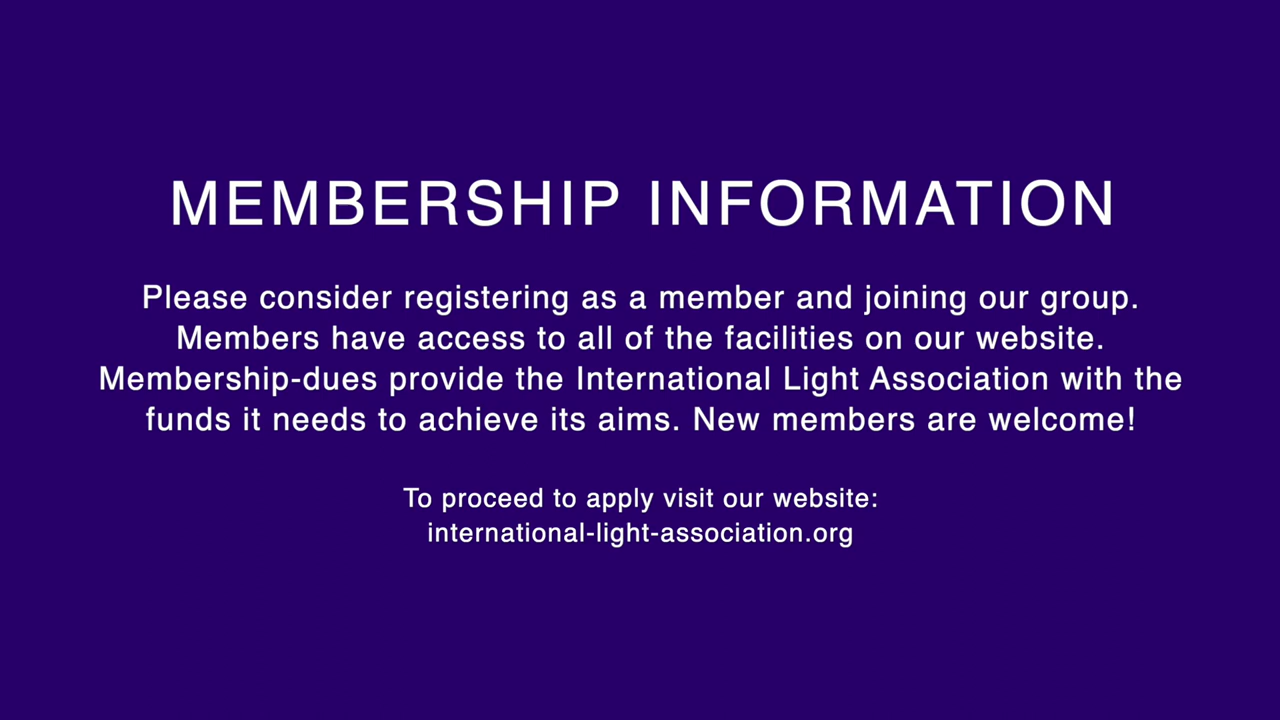 MEMBERSHIP INFORMATION
Please consider registering as a member and joining our group.
Members have access to all of the facilities on our website.
Membership-dues provide the International Light Association with the
funds it needs to achieve its aims. New members are welcome!
To proceed to apply visit our website:
international-light-association.org